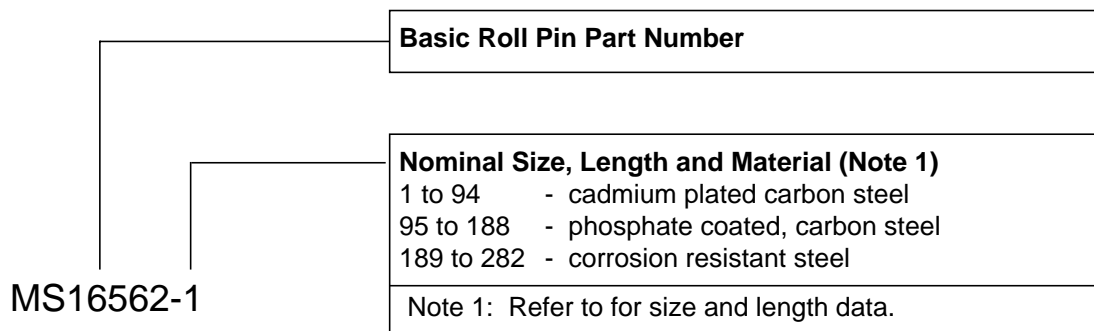 Basic Roll Pin Part Number
Nominal Size, Length and Material (Note 1)
1 to 94 - cadmium plated carbon steel
95 to 188 - phosphate coated, carbon steel
189 to 282 - corrosion resistant steel
MS16562-1
Note 1: Refer to for size and length data.